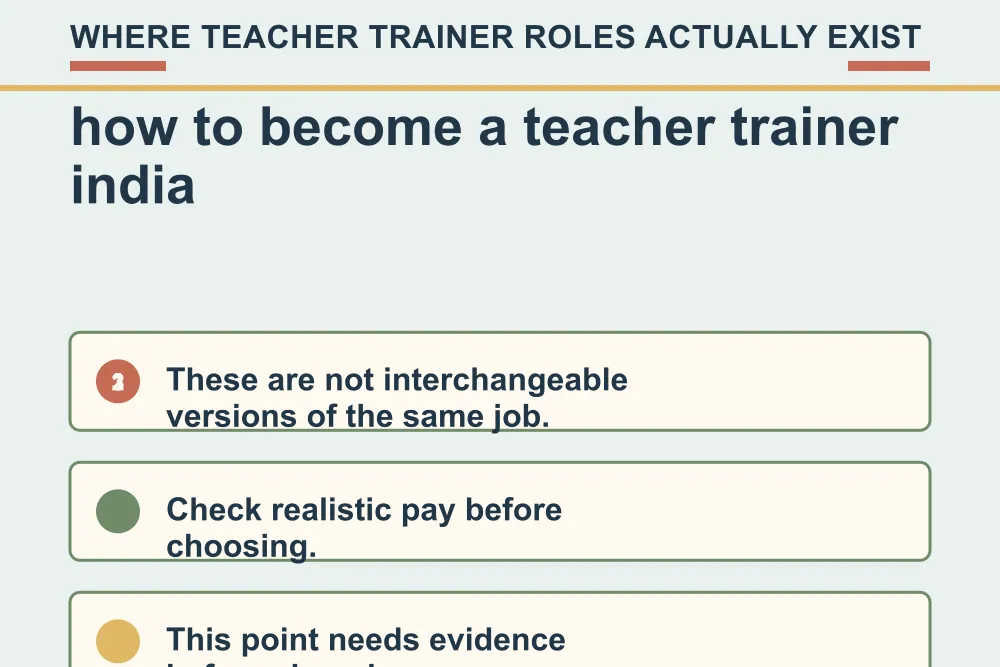 WHERE TEACHER TRAINER ROLES ACTUALLY EXIST
how to become a teacher trainer
india
These are not interchangeable
versions of the same job.
Check realistic pay before
choosing.
This point needs evidence